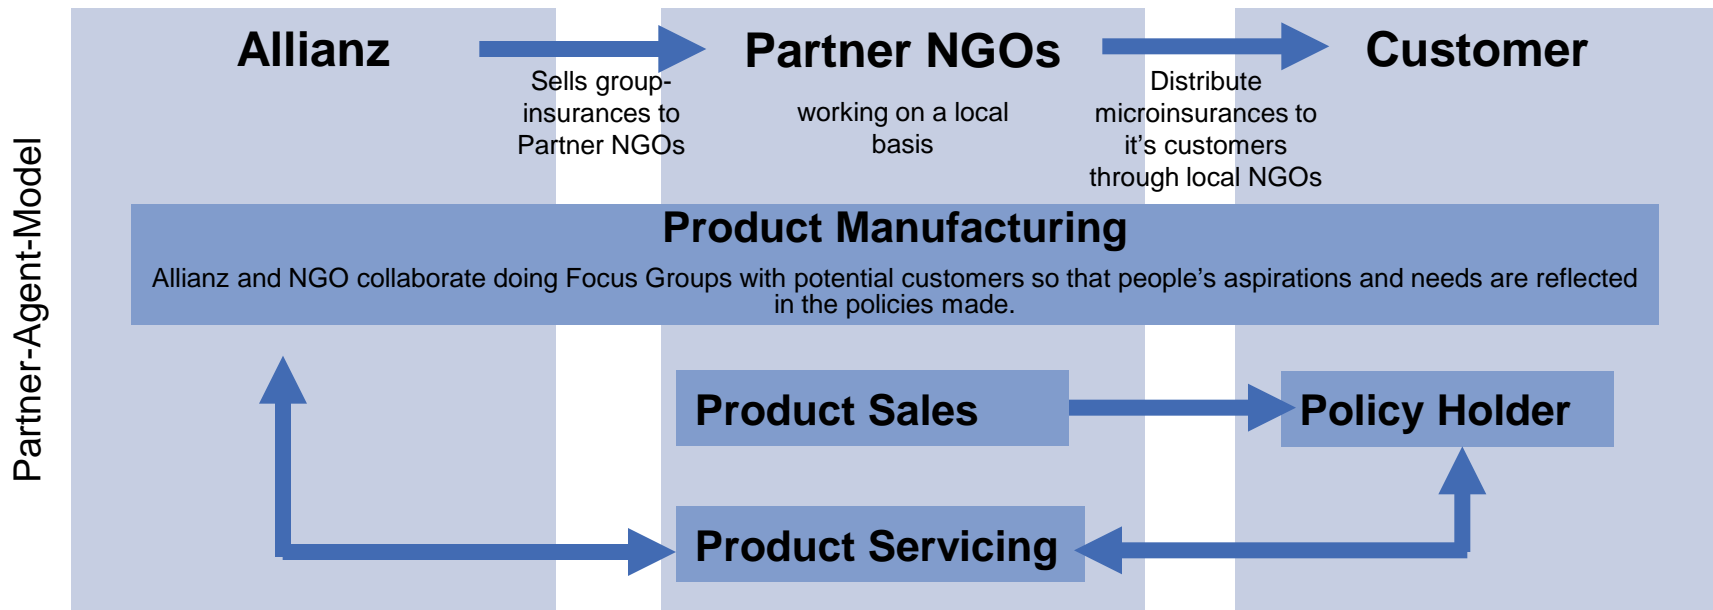 Partner-Agent-Model
Allianz
Sells group-
insurances to
Partner NGOs
Partner NGOs
working on a local
basis
Distribute
microinsurances to
it's customers
through local NGOs
Customer
Product Manufacturing
Allianz and NGO collaborate doing Focus Groups with potential customers so that people's aspirations and needs are reflected
in the policies made.
Product Sales
Policy Holder
Product Servicing